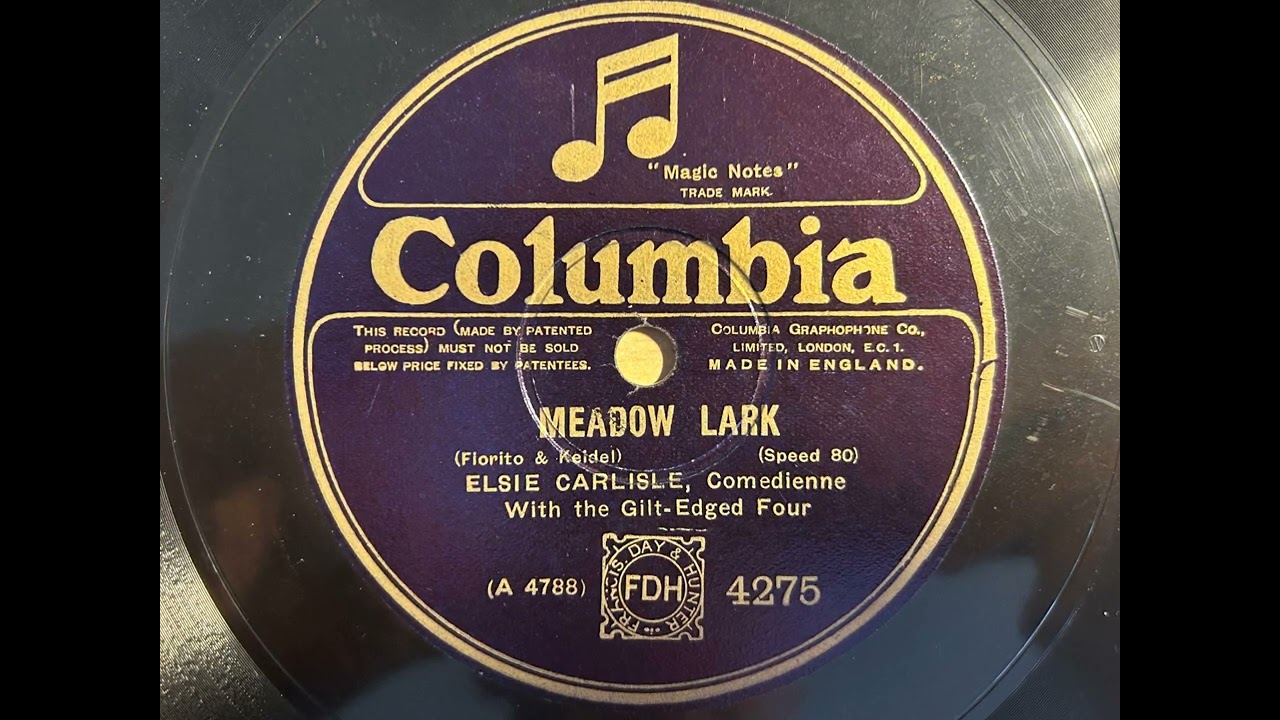 "Magic Notes"
TRADE MARK.
Columbia
THIS RECORD (MADE BY PATENTED
PROCESS) MUST NOT BE SOLD
BELOW PRICE FIXED BY PATENTEES.
COLUMBIA GRAPHOPHONE CO.,
LIMITED, LONDON, E.C. 1.
MADE IN ENGLAND.
MEADOW LARK
(Fiorito & Keidel) (Speed 80)
ELSIE CARLISLE, Comedienne
With the Gilt-Edged Four
(A 4788)
FRANCIS, DAY & HUNTER
FDH
4275